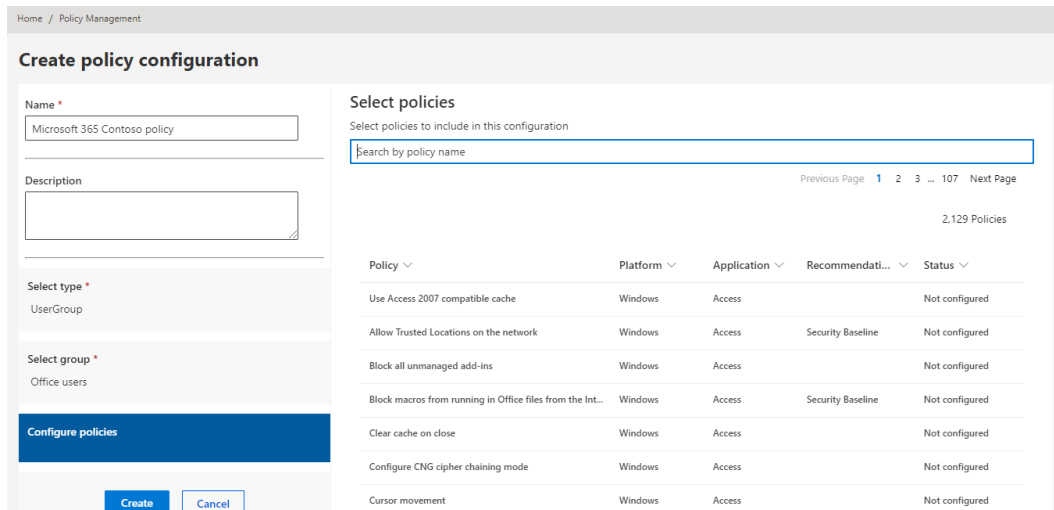 Home / Policy Management
Create policy configuration
Name *
Microsoft 365 Contoso policy
Description
Select type *
UserGroup
Select group *
Office users
Configure policies
Create Cancel
Select policies
Select policies to include in this configuration
Search by policy name
Previous Page 1 2 3 ... 107 Next Page
2,129 Policies
Policy Platform Application Recommendati... Status
Use Access 2007 compatible cache Windows Access Not configured
Allow Trusted Locations on the network Windows Access Security Baseline Not configured
Block all unmanaged add-ins Windows Access Not configured
Block macros from running in Office files from the Int... Windows Access Security Baseline Not configured
Clear cache on close Windows Access Not configured
Configure CNG cipher chaining mode Windows Access Not configured
Cursor movement Windows Access Not configured